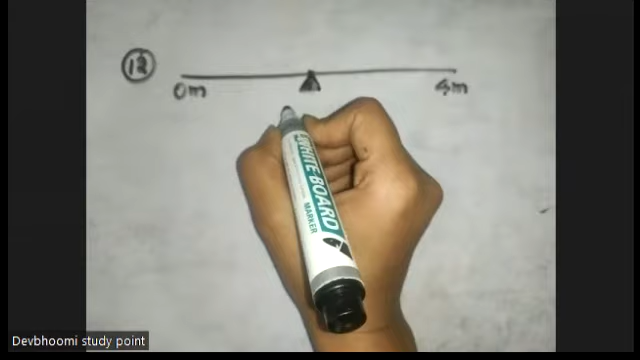 12
0m 4m
WHITE BOARD
MARKER
Devbhoomi study point